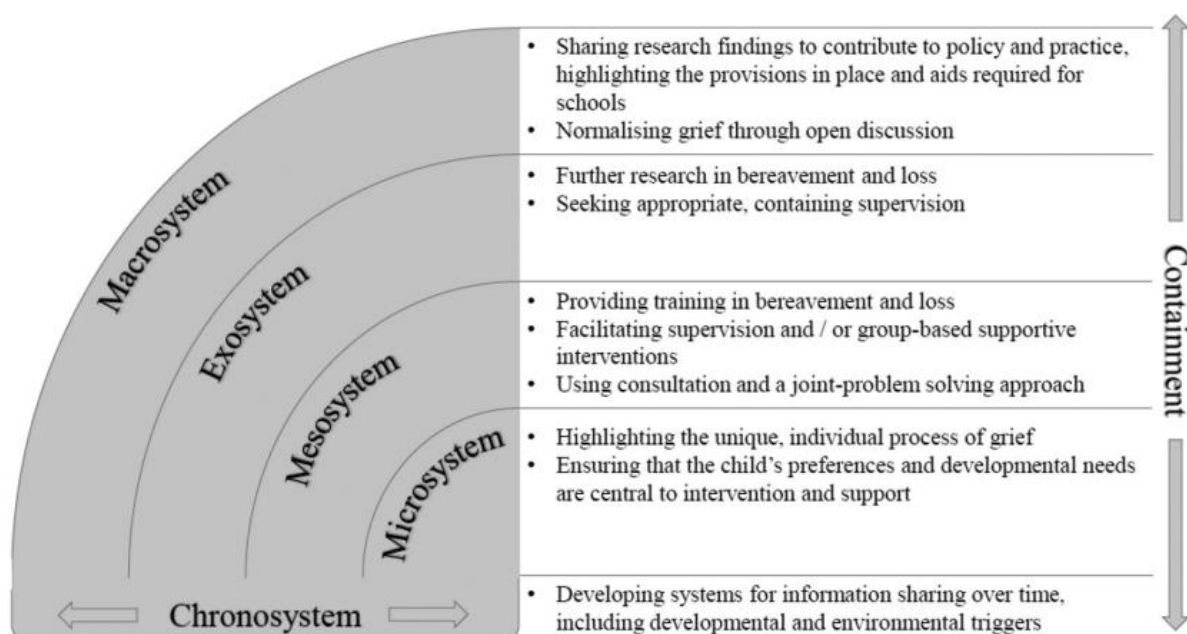 • Sharing research findings to contribute to policy and practice,
highlighting the provisions in place and aids required for
schools
• Normalising grief through open discussion
Macrosystem
• Further research in bereavement and loss
• Seeking appropriate, containing supervision
Exosystem
• Providing training in bereavement and loss
• Facilitating supervision and / or group-based supportive
interventions
• Using consultation and a joint-problem solving approach
Mesosystem
• Highlighting the unique, individual process of grief
• Ensuring that the child's preferences and developmental needs
are central to intervention and support
Microsystem
• Developing systems for information sharing over time,
including developmental and environmental triggers
Chronosystem
Containment